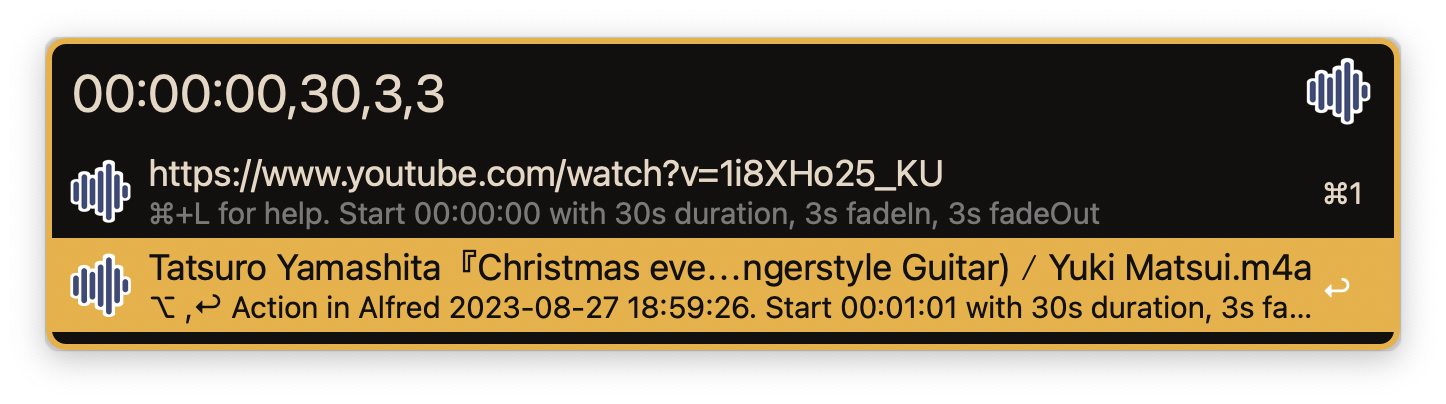 00:00:00,30,3,3
https://www.youtube.com/watch?v=1i8XHo25_KU
⌘+L for help. Start 00:00:00 with 30s duration, 3s fadeIn, 3s fadeOut
⌘1
Tatsuro Yamashita『Christmas eve…ngerstyle Guitar) / Yuki Matsui.m4a
⌥ ,↩ Action in Alfred 2023-08-27 18:59:26. Start 00:01:01 with 30s duration, 3s fa…
↩